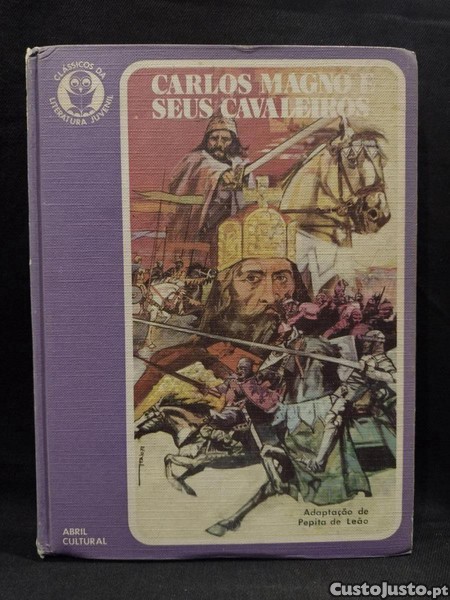 CLÁSSICOS DA
LITERATURA JUVENIL
CARLOS MAGNO E
SEUS CAVALEIROS
Adaptação de
Pepita de Leão
ABRIL
CULTURAL
CustoJusto.pt